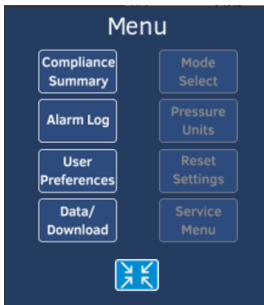 Menu
Compliance
Summary
Mode
Select
Alarm Log
Pressure
Units
User
Preferences
Reset
Settings
Data/
Download
Service
Menu